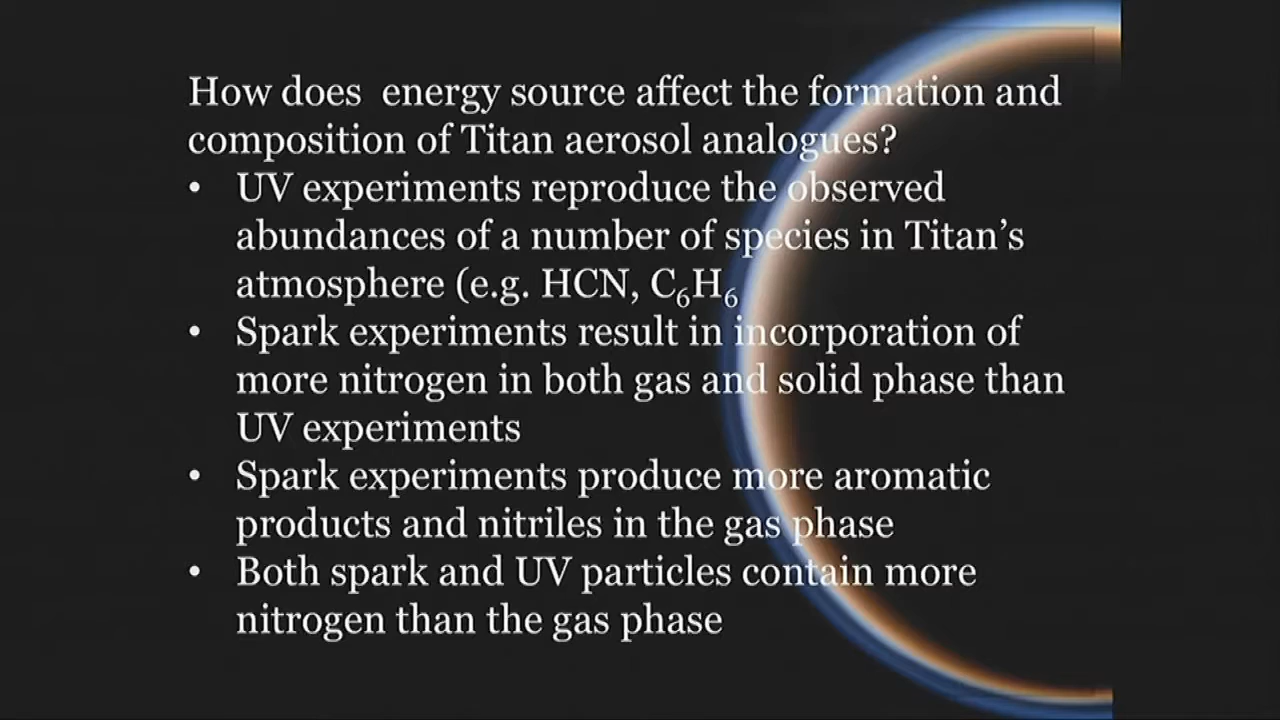 How does  energy source affect the formation and
composition of Titan aerosol analogues?
• UV experiments reproduce the observed
abundances of a number of species in Titan’s
atmosphere (e.g. HCN, C₆H₆
• Spark experiments result in incorporation of
more nitrogen in both gas and solid phase than
UV experiments
• Spark experiments produce more aromatic
products and nitriles in the gas phase
• Both spark and UV particles contain more
nitrogen than the gas phase